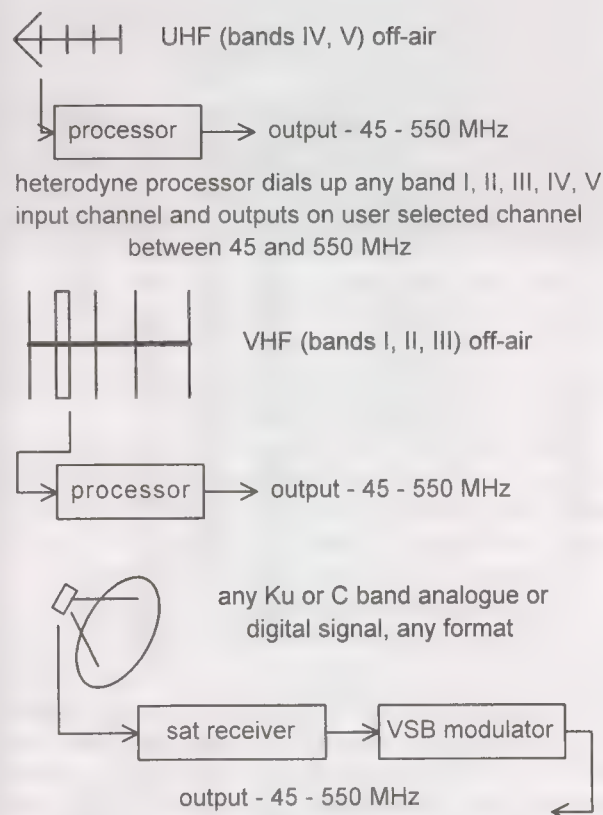 UHF (bands IV, V) off-air
processor
output - 45 - 550 MHz
heterodyne processor dials up any band I, II, III, IV, V
input channel and outputs on user selected channel
between 45 and 550 MHz
VHF (bands I, II, III) off-air
processor
output - 45 - 550 MHz
any Ku or C band analogue or
digital signal, any format
sat receiver
VSB modulator
output - 45 - 550 MHz